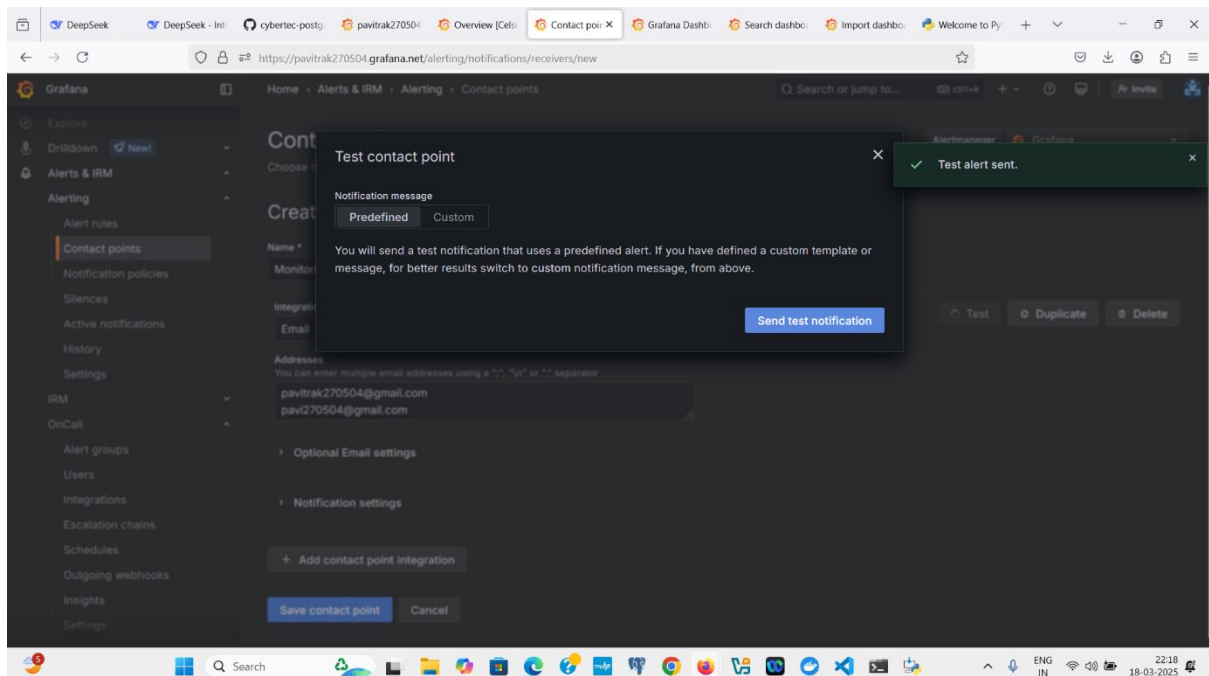 DeepSeek
DeepSeek - Int
cybertec-postg
pavitrak270504
Overview [Cels
Contact poin
Grafana Dashb
Search dashbo
Import dashbo
Welcome to Py
https://pavitrak270504.grafana.net/alerting/notifications/receivers/new
Grafana
Home › Alerts & IRM › Alerting › Contact points
Search or jump to...
ctrl+k
Invite
Explore
Drilldown
New!
Alerts & IRM
Alerting
Alert rules
Contact points
Notification policies
Silences
Active notifications
History
Settings
IRM
OnCall
Alert groups
Users
Integrations
Escalation chains
Schedules
Outgoing webhooks
Insights
Settings
Cont
Choose
Alertmanager
Grafana
Test alert sent.
Test contact point
Notification message
Predefined
Custom
You will send a test notification that uses a predefined alert. If you have defined a custom template or
message, for better results switch to custom notification message, from above.
Send test notification
Creat
Name *
Monitor
Integrati
Email
Test
Duplicate
Delete
Addresses
You can enter multiple email addresses using a ";", "\n" or "," separator
pavitrak270504@gmail.com
pavi270504@gmail.com
Optional Email settings
Notification settings
+ Add contact point integration
Save contact point
Cancel
5
Search
ENG
IN
22:18
18-03-2025